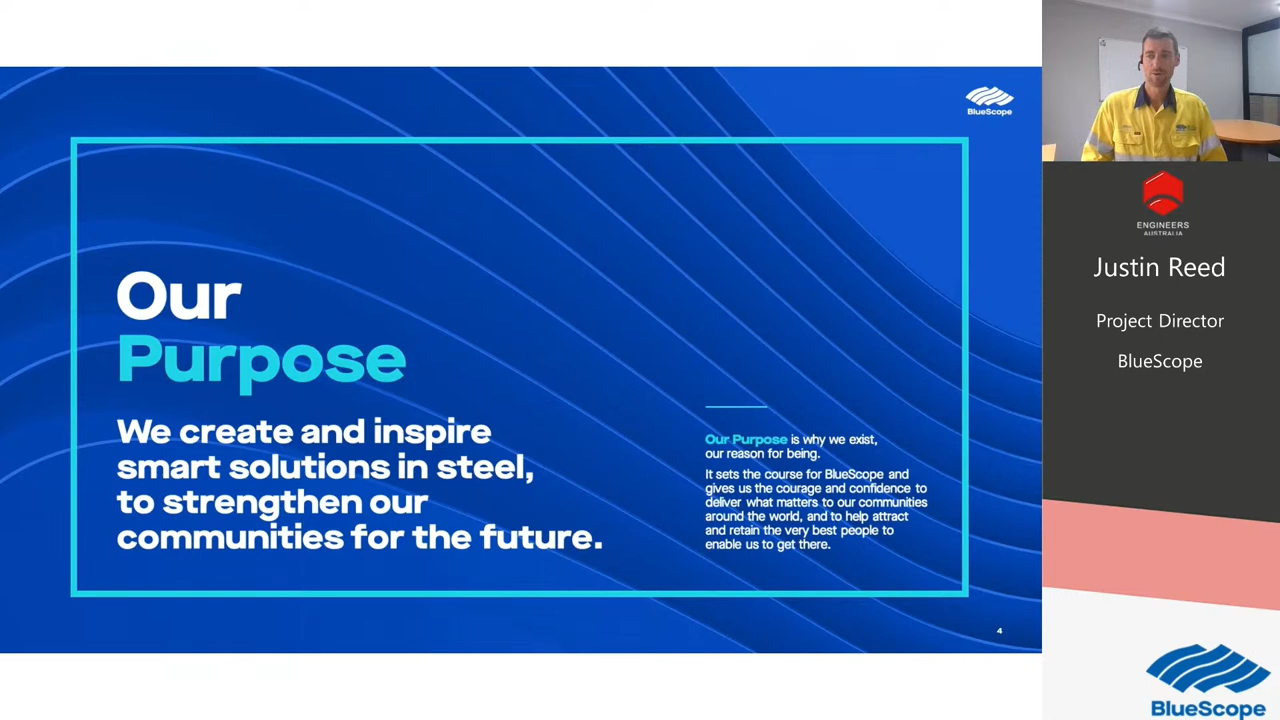 BlueScope
Our
Purpose
We create and inspire
smart solutions in steel,
to strengthen our
communities for the future.
Our Purpose is why we exist,
our reason for being.
It sets the course for BlueScope and
gives us the courage and confidence to
deliver what matters to our communities
around the world, and to help attract
and retain the very best people to
enable us to get there.
4
ENGINEERS
AUSTRALIA
Justin Reed
Project Director
BlueScope
BlueScope